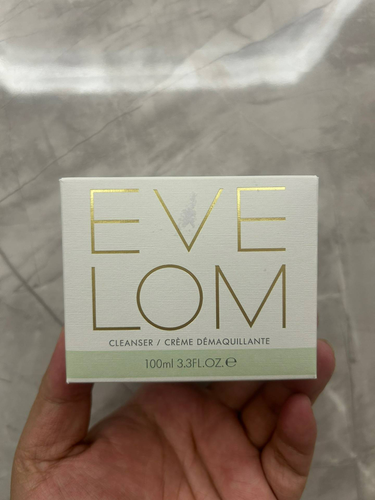 EVE
LOM
CLEANSER / CRÈME DÉMAQUILLANTE
100ml 3.3FL.OZ.℮